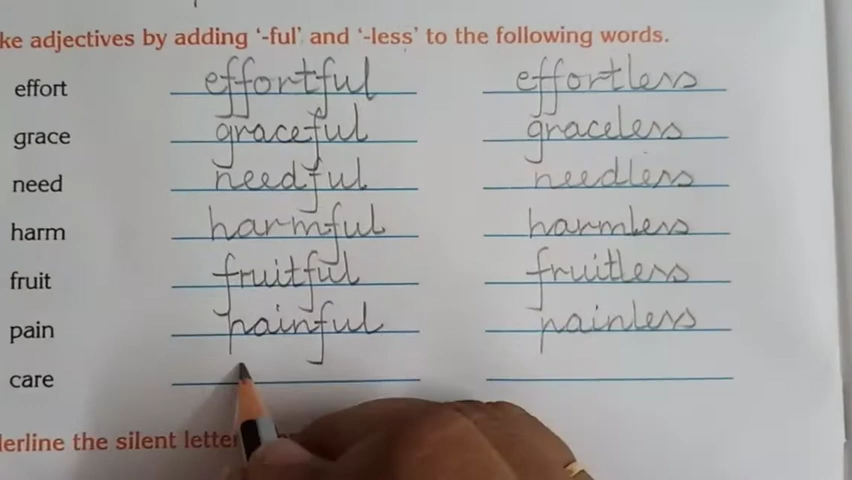 ke adjectives by adding ‘-ful’ and ‘-less’ to the following words.
effort effortful effortless
grace graceful graceless
need needful needless
harm harmful harmless
fruit fruitful fruitless
pain painful painless
care
erline the silent letter